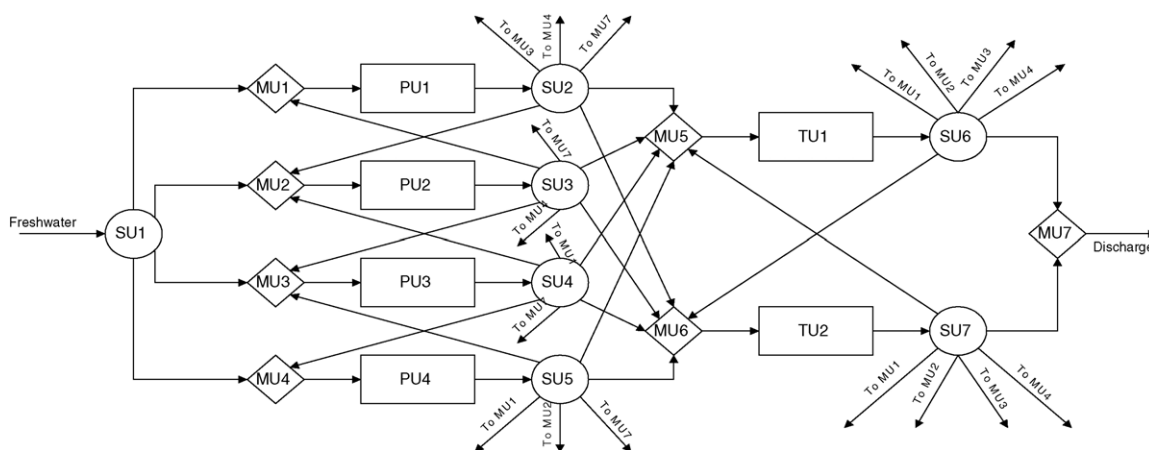 To MU3
To MU4
To MU7
MU1
PU1
SU2
To MU1
To MU2
To MU3
To MU4
MU5
TU1
SU6
To MU7
MU2
PU2
SU3
To MU4
Freshwater
SU1
MU7
Discharge
To MU1
MU3
PU3
SU4
MU6
TU2
SU7
MU4
PU4
SU5
To MU1
To MU2
To MU7
To MU1
To MU2
To MU3
To MU4